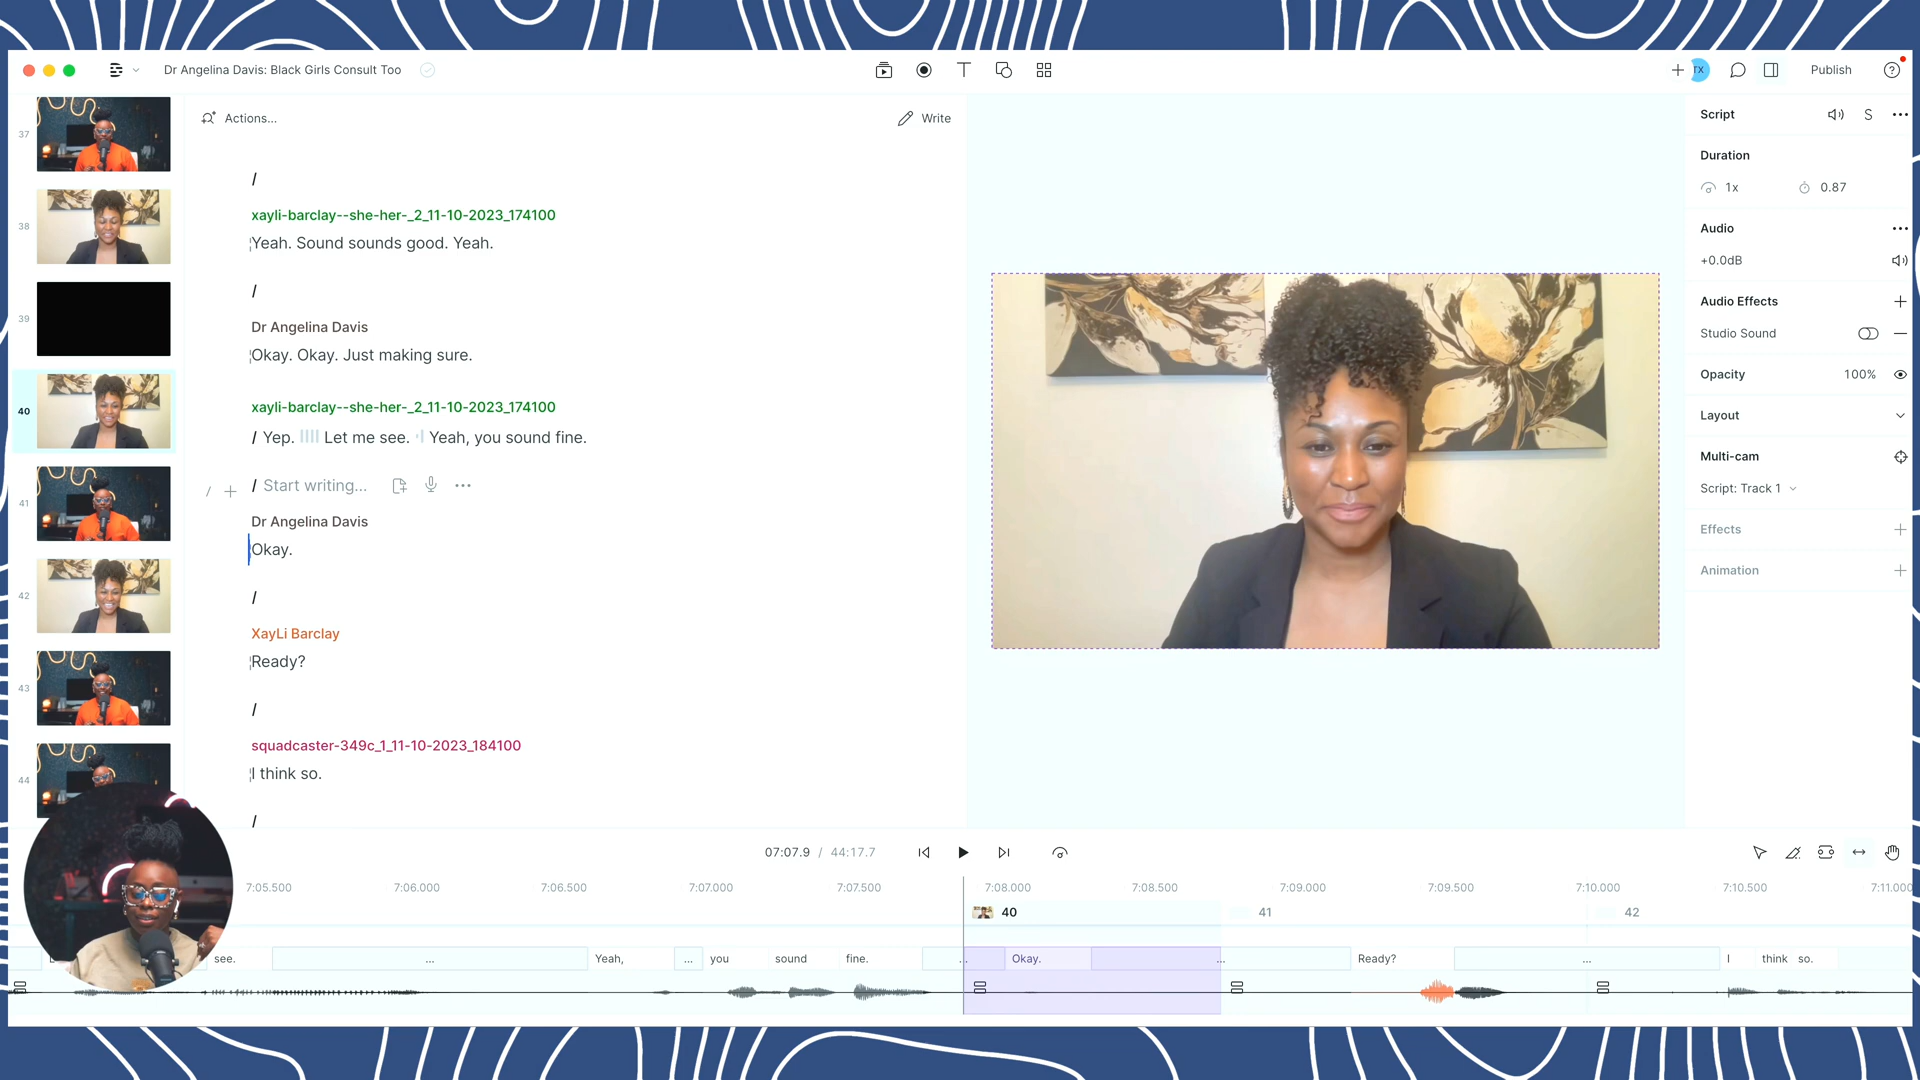 Dr Angelina Davis: Black Girls Consult Too
TX
Publish
?
37
38
39
40
41
42
43
44
Actions...
Write
/
xayli-barclay--she-her-_2_11-10-2023_174100
Yeah. Sound sounds good. Yeah.
/
Dr Angelina Davis
Okay. Okay. Just making sure.
xayli-barclay--she-her-_2_11-10-2023_174100
/ Yep. Let me see. Yeah, you sound fine.
/ + / Start writing...
Dr Angelina Davis
Okay.
/
XayLi Barclay
Ready?
/
squadcaster-349c_1_11-10-2023_184100
I think so.
/
Script S
Duration
1x 0.87
Audio
+0.0dB
Audio Effects
Studio Sound
Opacity 100%
Layout
Multi-cam
Script: Track 1
Effects
Animation
07:07.9 / 44:17.7
7:05.500 7:06.000 7:06.500 7:07.000 7:07.500 7:08.000 7:08.500 7:09.000 7:09.500 7:10.000 7:10.500 7:11.000
40 41 42
see. ... Yeah, ... you sound fine. ... Okay. ... Ready? ... I think so.